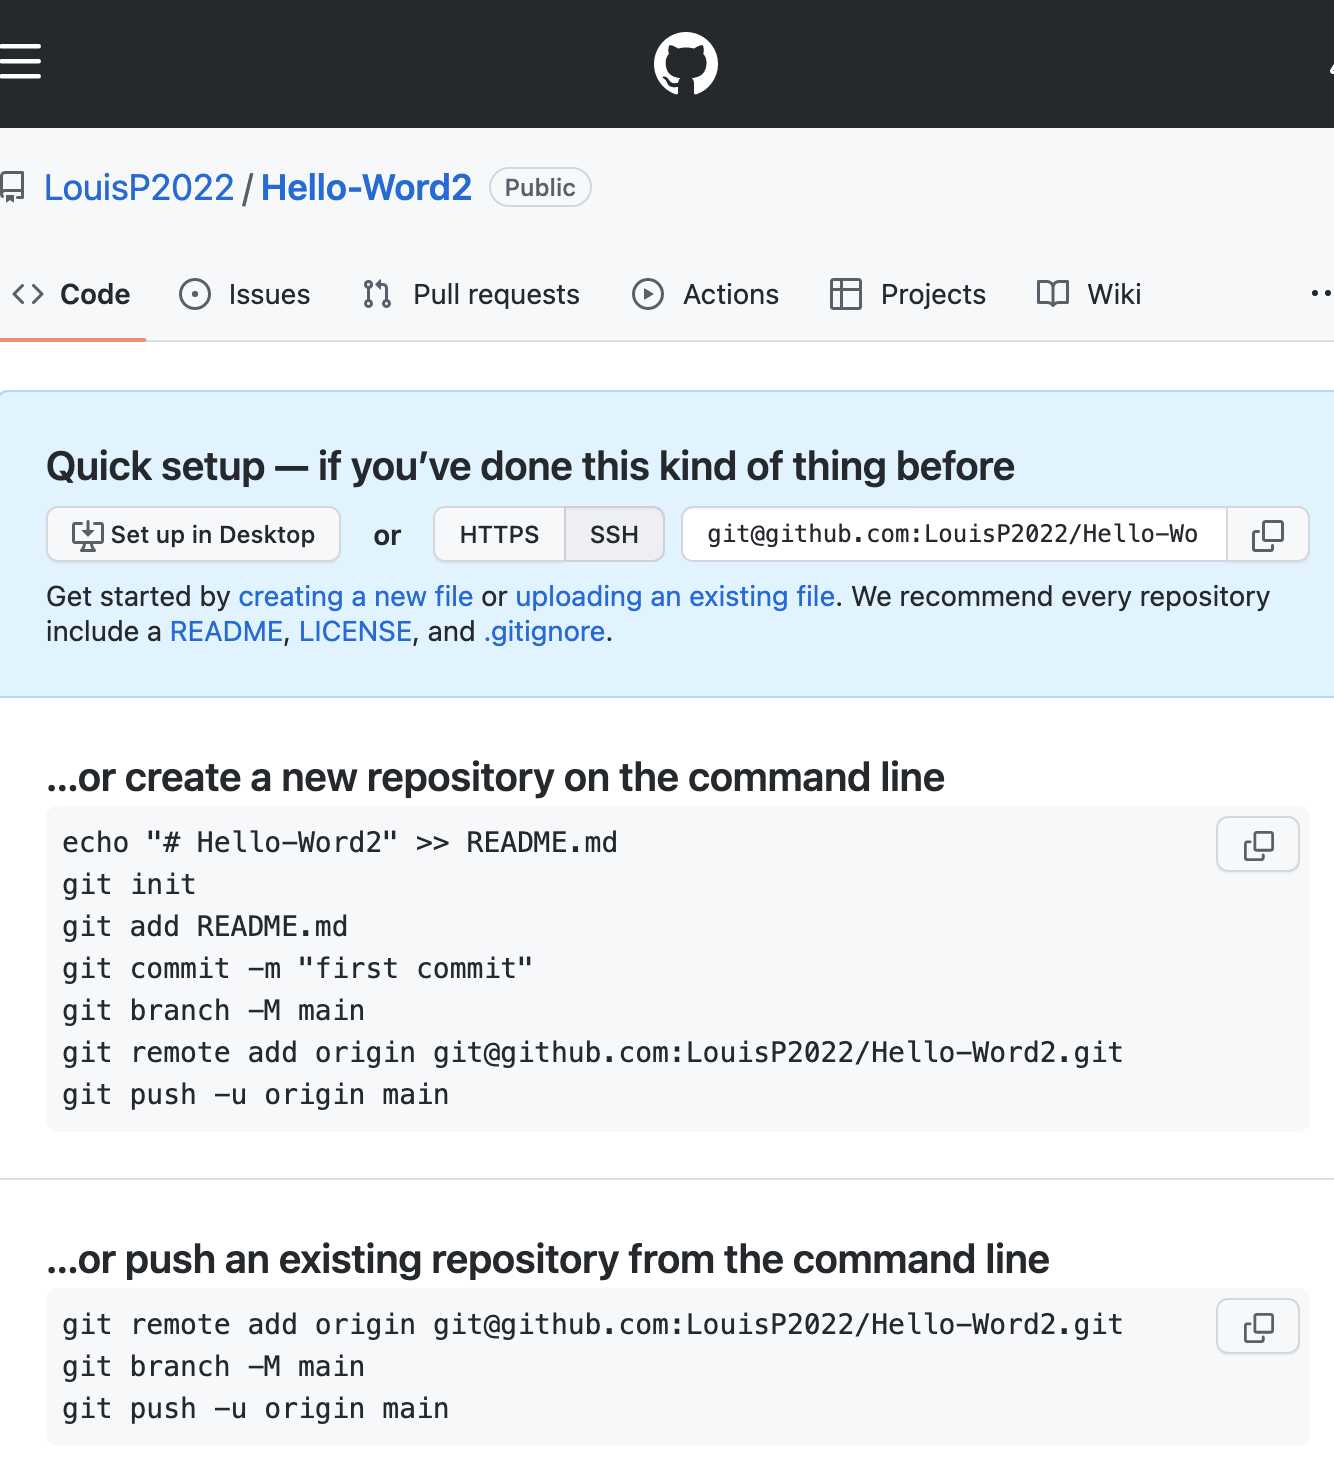 LouisP2022 / Hello-Word2 Public
Code Issues Pull requests Actions Projects Wiki
Quick setup — if you’ve done this kind of thing before
Set up in Desktop or HTTPS SSH git@github.com:LouisP2022/Hello-Wo
Get started by creating a new file or uploading an existing file. We recommend every repository
include a README, LICENSE, and .gitignore.
…or create a new repository on the command line
echo "# Hello-Word2" >> README.md
git init
git add README.md
git commit -m "first commit"
git branch -M main
git remote add origin git@github.com:LouisP2022/Hello-Word2.git
git push -u origin main
…or push an existing repository from the command line
git remote add origin git@github.com:LouisP2022/Hello-Word2.git
git branch -M main
git push -u origin main